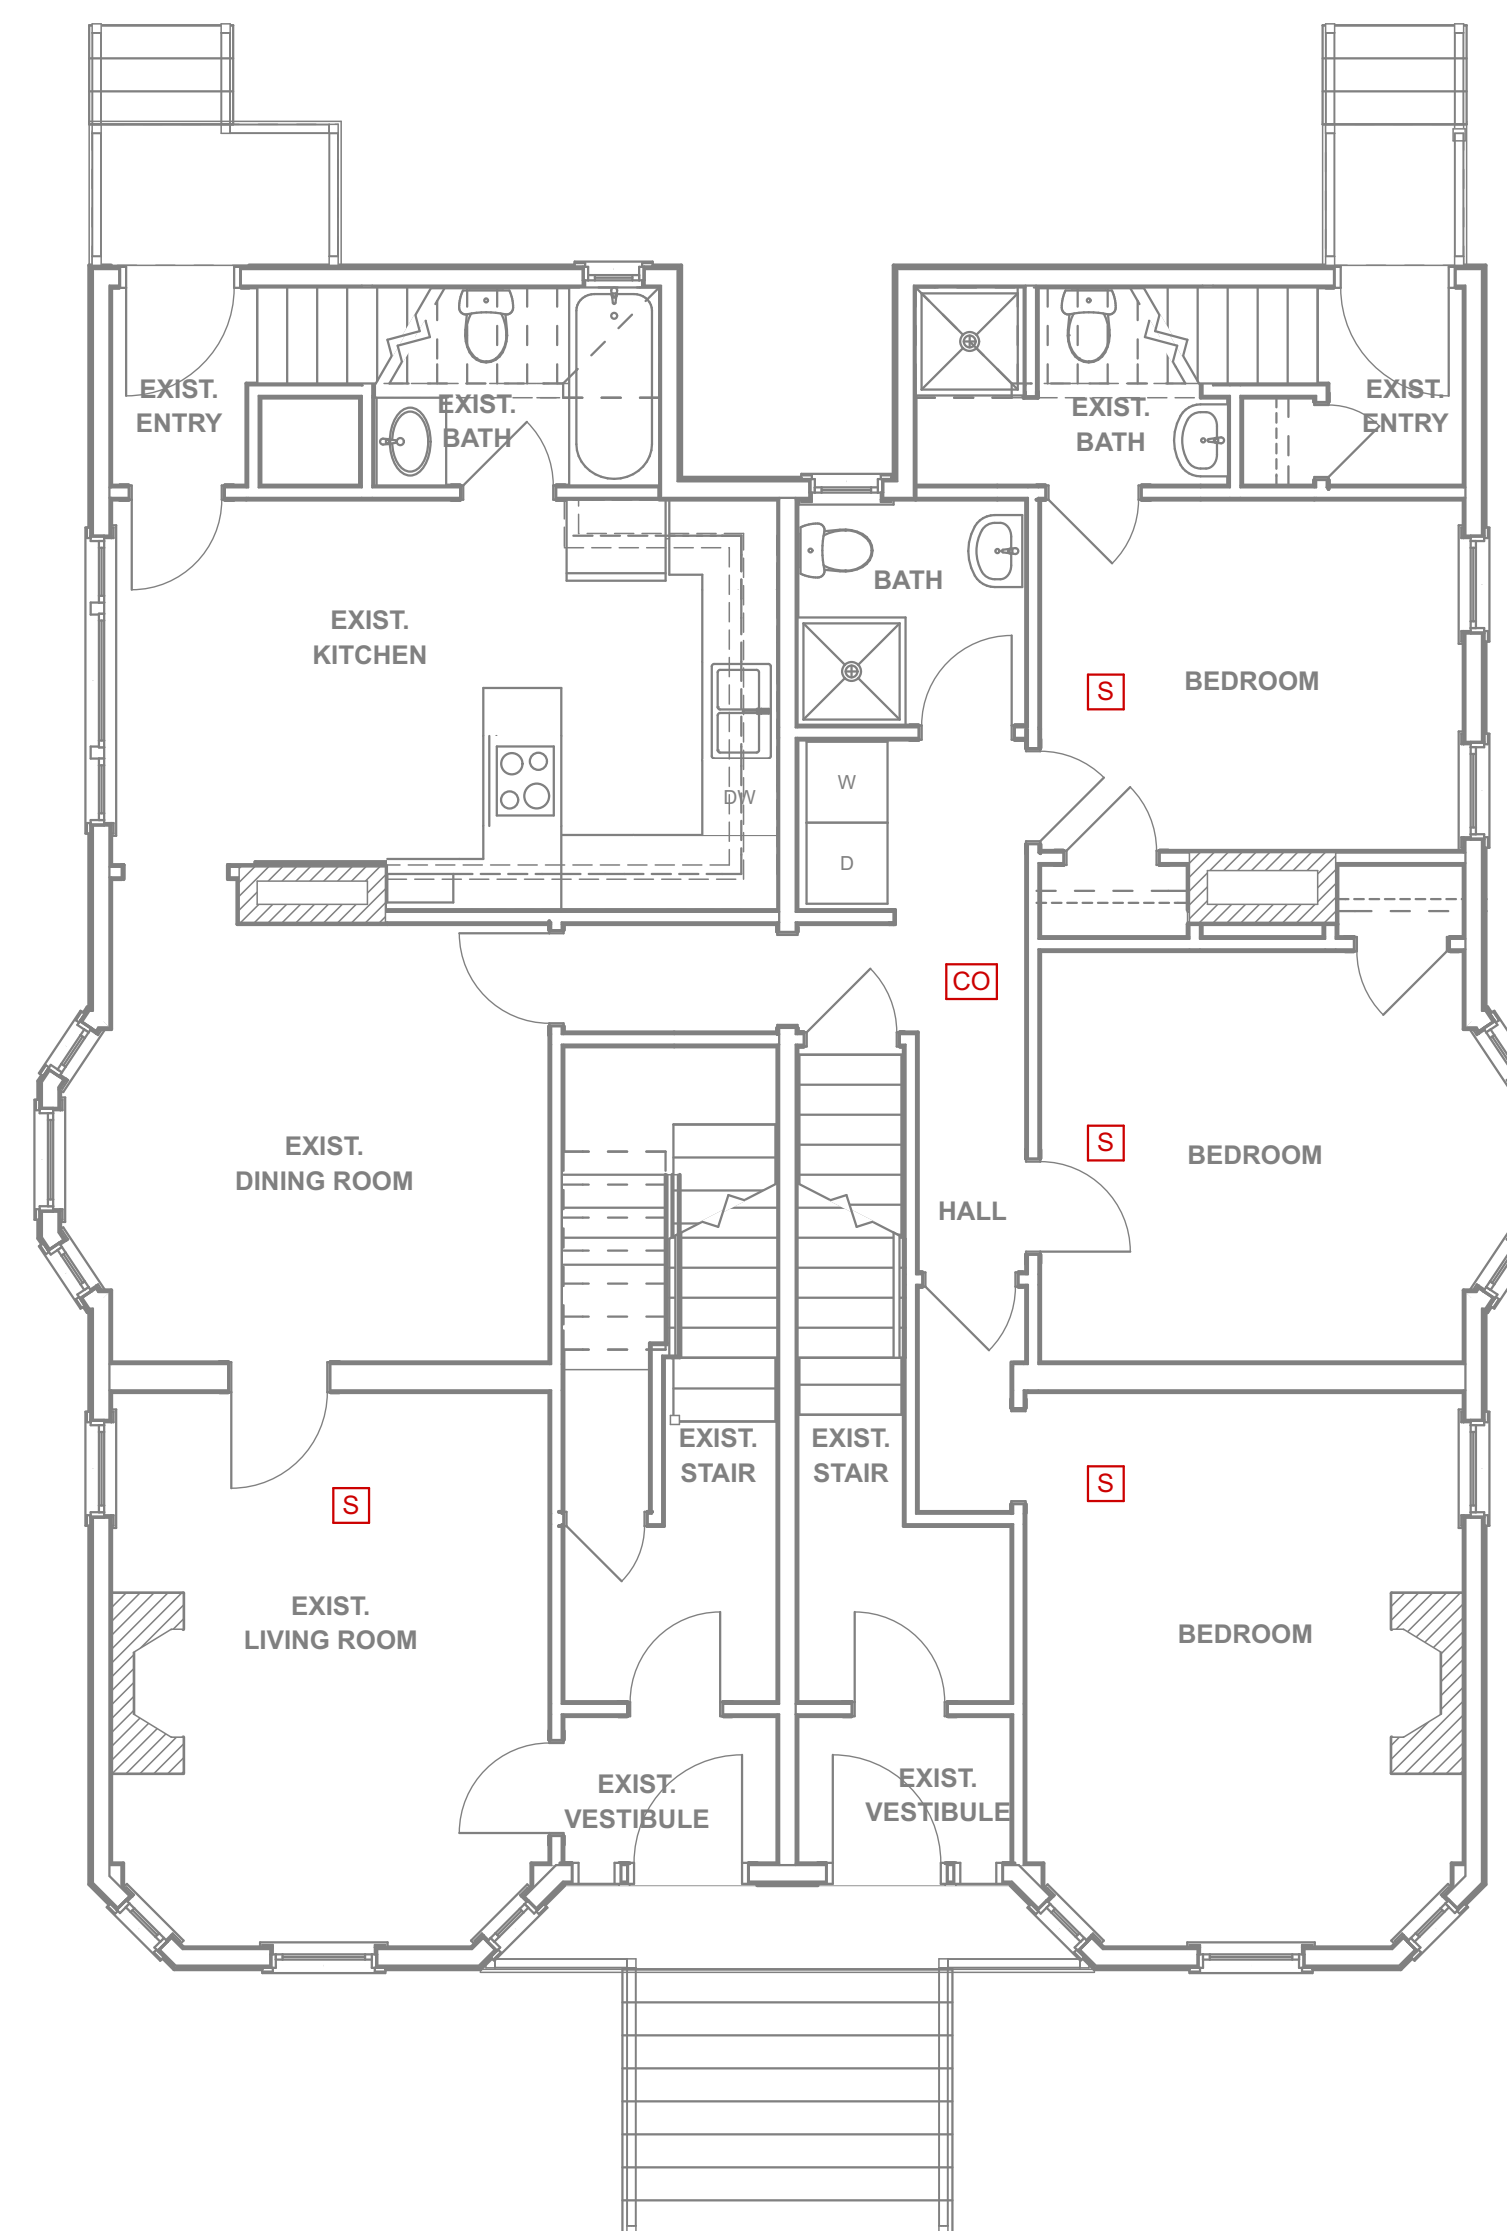 EXIST.
ENTRY
EXIST.
BATH
EXIST.
BATH
EXIST.
ENTRY
EXIST.
KITCHEN
BATH
S
BEDROOM
W
DW
D
CO
EXIST.
DINING ROOM
S
BEDROOM
HALL
EXIST.
STAIR
EXIST.
STAIR
S
S
EXIST.
LIVING ROOM
BEDROOM
EXIST.
VESTIBULE
EXIST.
VESTIBULE